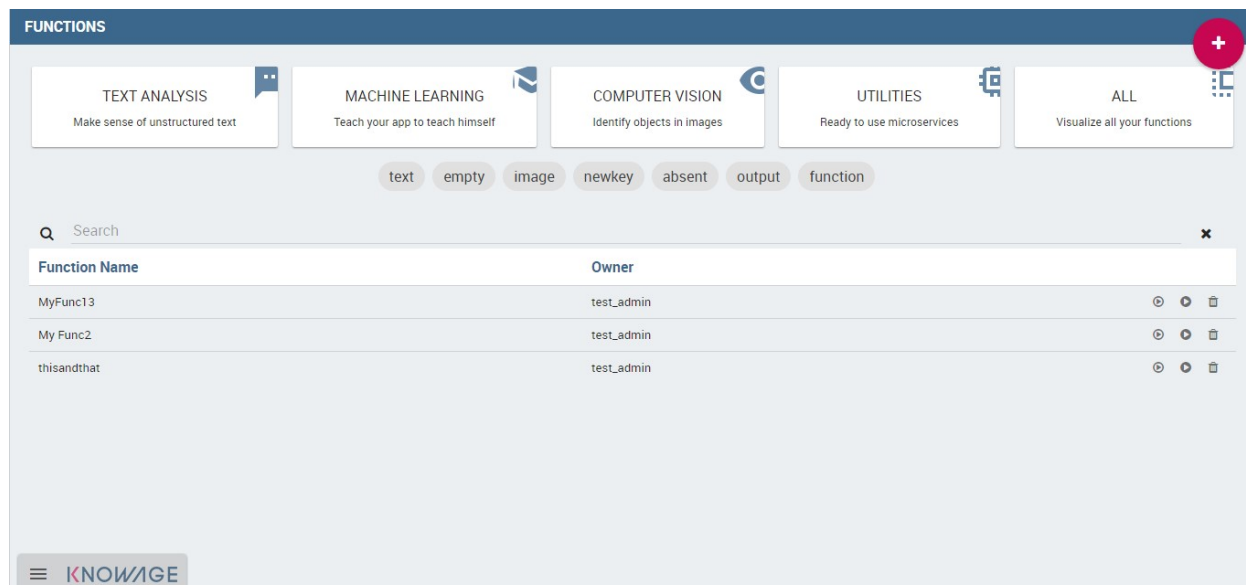 FUNCTIONS
+
TEXT ANALYSIS
Make sense of unstructured text
MACHINE LEARNING
Teach your app to teach himself
COMPUTER VISION
Identify objects in images
UTILITIES
Ready to use microservices
ALL
Visualize all your functions
text empty image newkey absent output function
Search
Function Name Owner
MyFunc13 test_admin
My Func2 test_admin
thisandthat test_admin
KNOWAGE